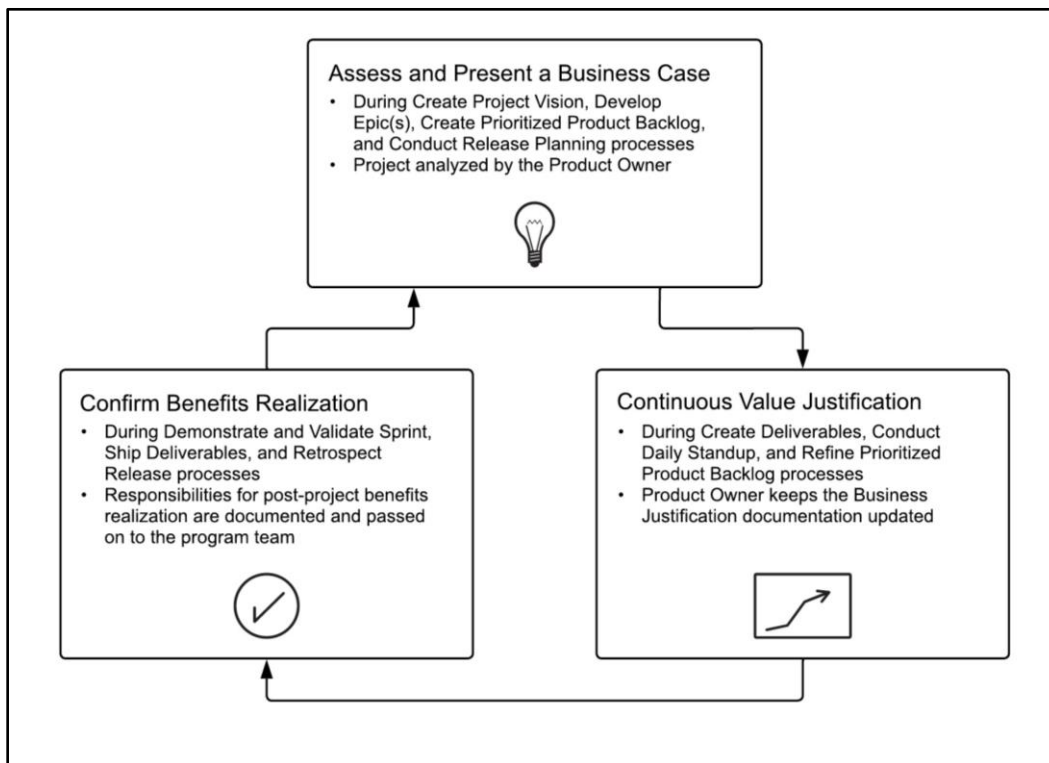 Assess and Present a Business Case
• During Create Project Vision, Develop
Epic(s), Create Prioritized Product Backlog,
and Conduct Release Planning processes
• Project analyzed by the Product Owner
Confirm Benefits Realization
• During Demonstrate and Validate Sprint,
Ship Deliverables, and Retrospect
Release processes
• Responsibilities for post-project benefits
realization are documented and passed
on to the program team
Continuous Value Justification
• During Create Deliverables, Conduct
Daily Standup, and Refine Prioritized
Product Backlog processes
• Product Owner keeps the Business
Justification documentation updated